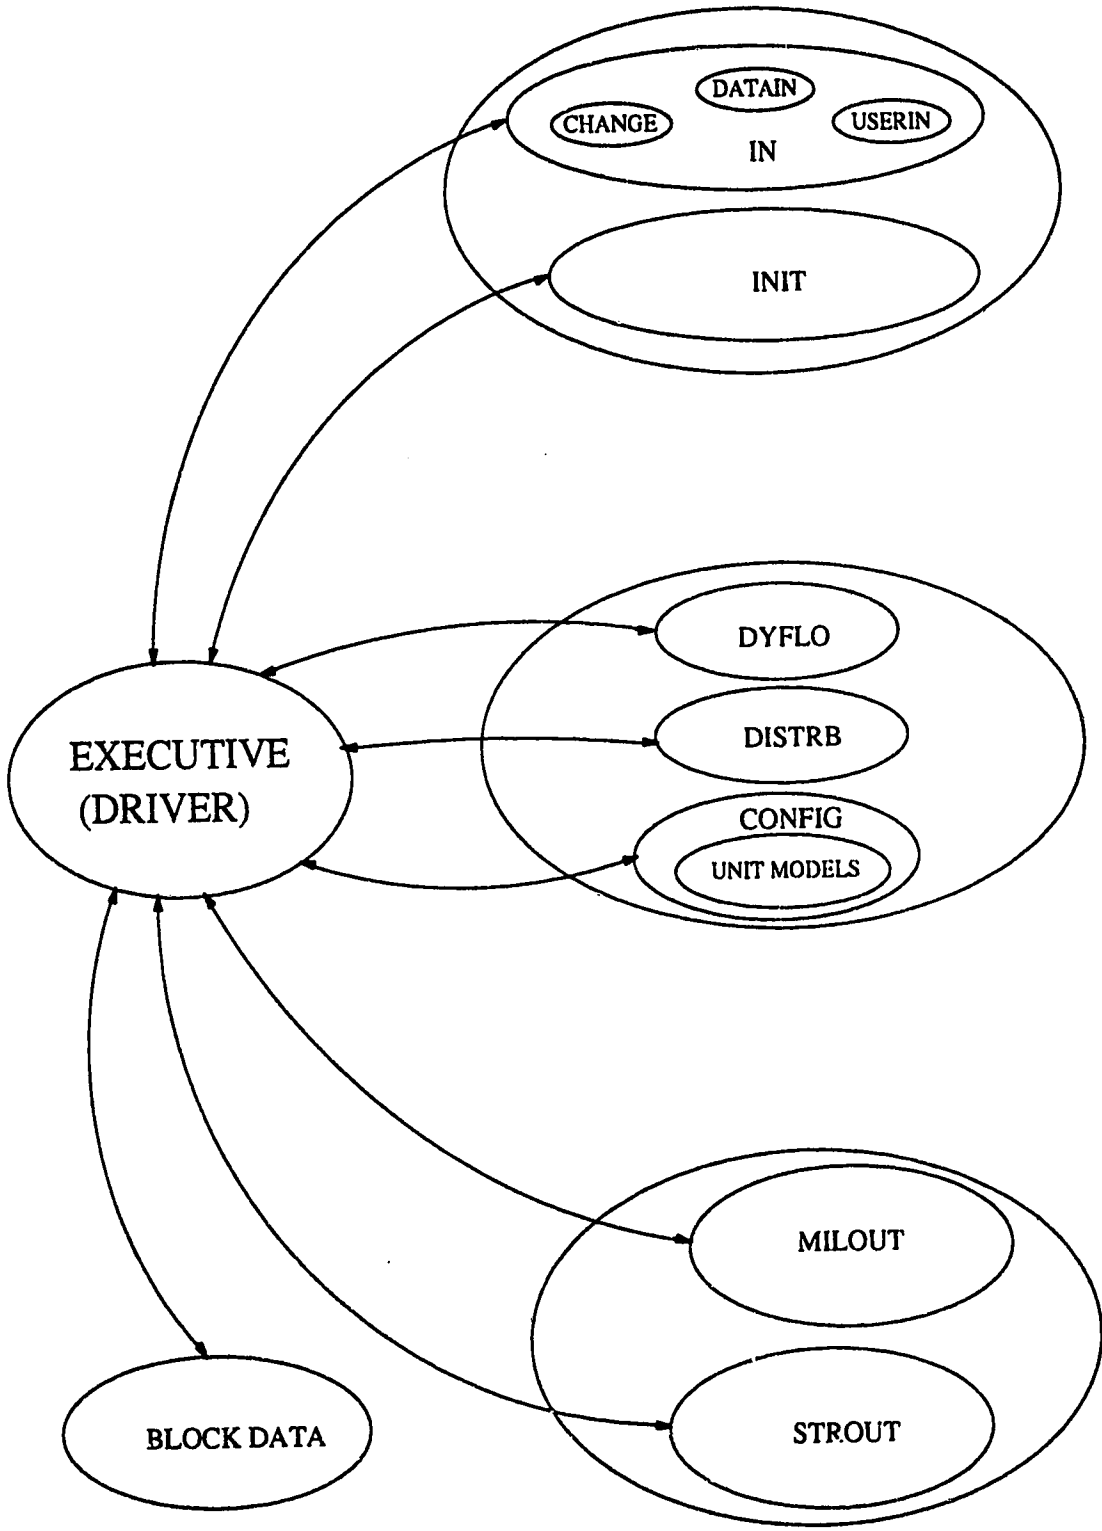 DATAIN
CHANGE
USERIN
IN
INIT
DYFLO
EXECUTIVE
(DRIVER)
DISTRB
CONFIG
UNIT MODELS
MILOUT
BLOCK DATA
STROUT